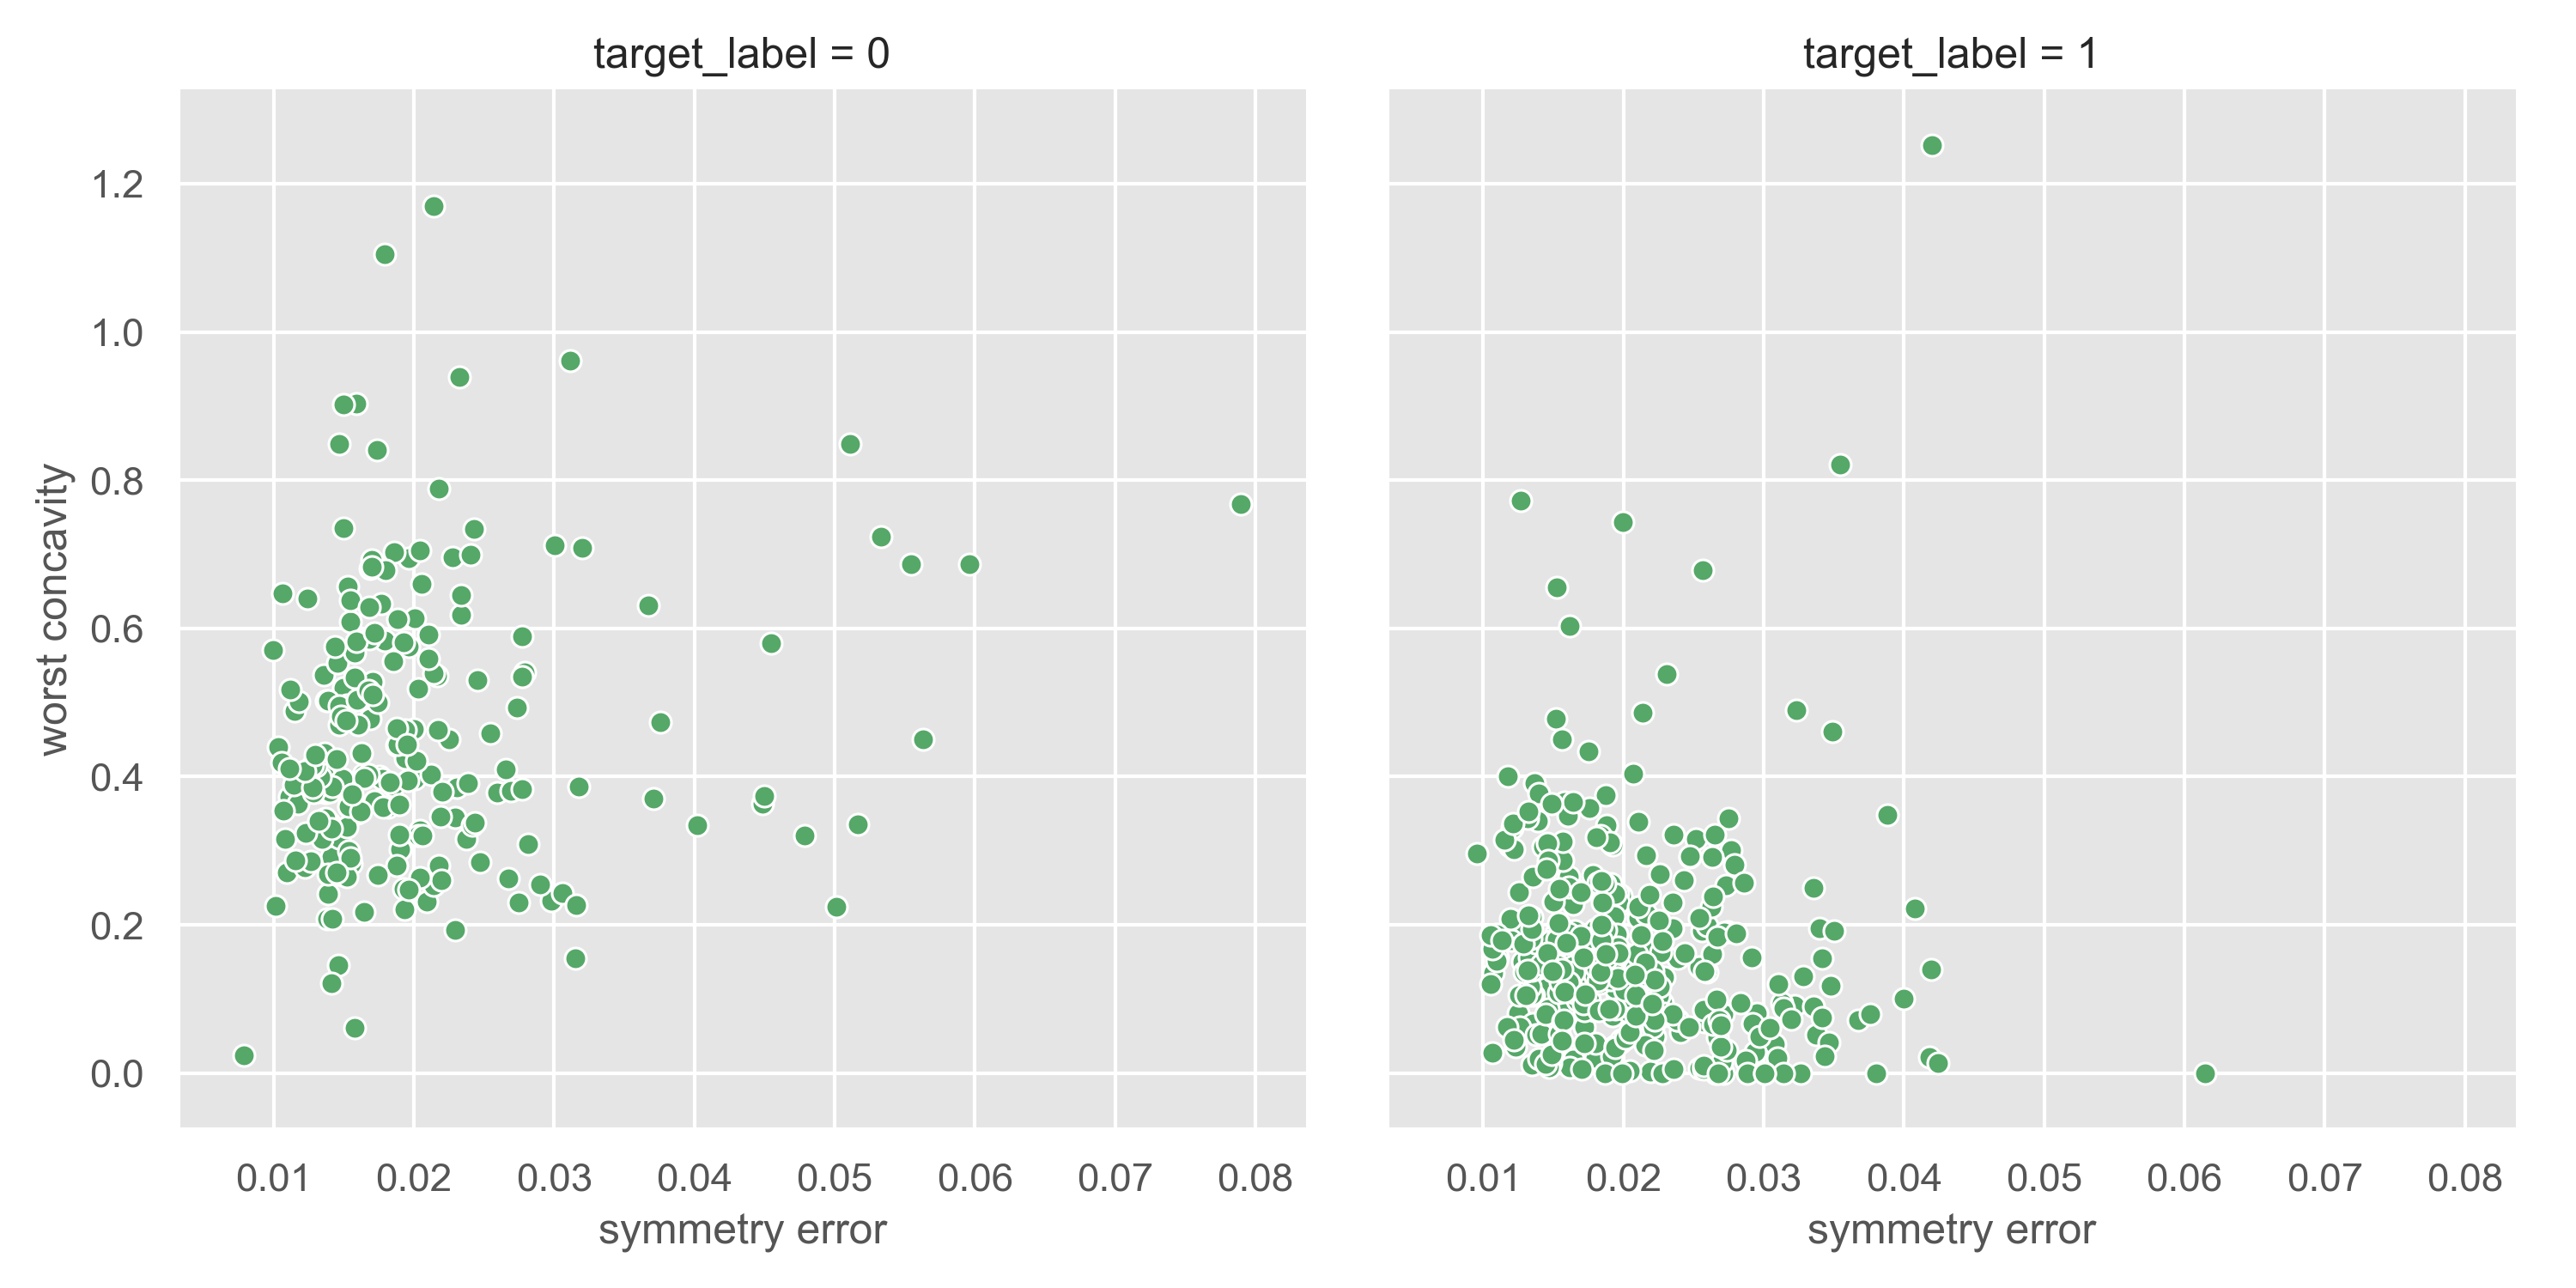 target_label = 0
target_label = 1
worst concavity
1.2
1.0
0.8
0.6
0.4
0.2
0.0
0.01 0.02 0.03 0.04 0.05 0.06 0.07 0.08
0.01 0.02 0.03 0.04 0.05 0.06 0.07 0.08
symmetry error
symmetry error